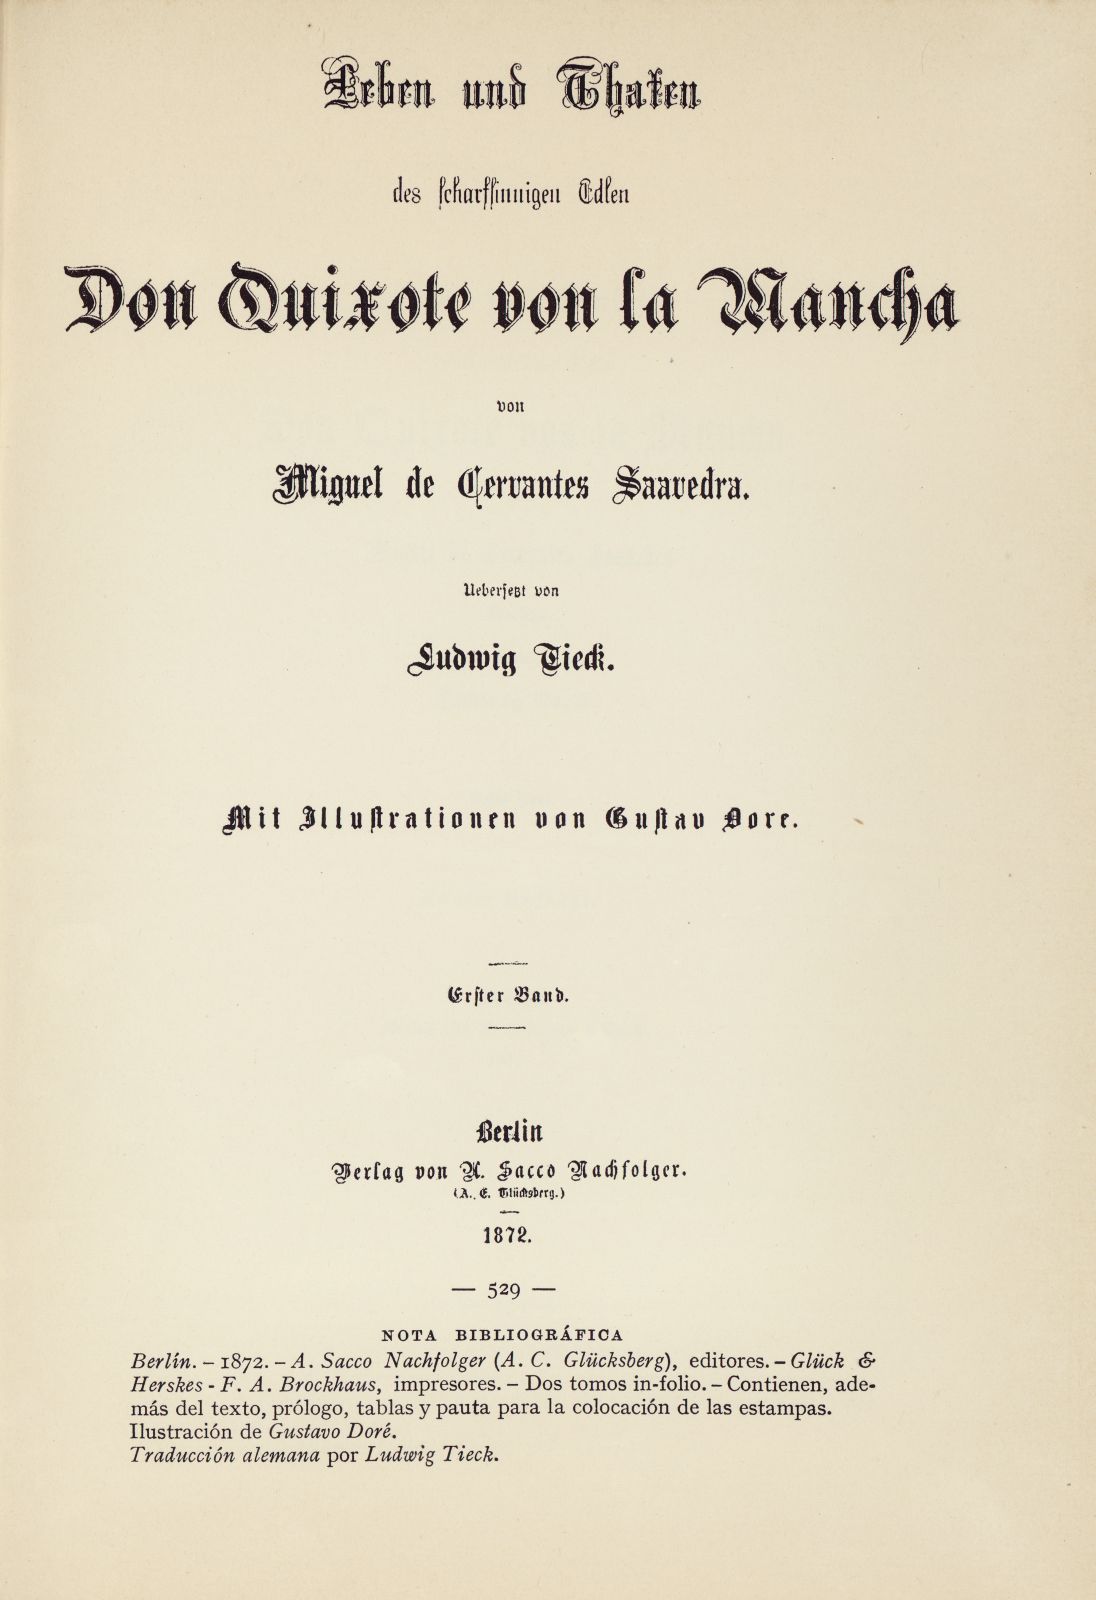 Leben und Thaten
des scharfsinnigen Edlen
Don Quixote von la Mancha
von
Miguel de Cervantes Saavedra.
Uebersetzt von
Ludwig Tieck.
Mit Illustrationen von Gustav Dore.
Erster Band.
Berlin
Verlag von A. Sacco Nachfolger.
(A. C. Glücksberg.)
1872.
— 529 —
NOTA BIBLIOGRÁFICA
Berlín. – 1872. – A. Sacco Nachfolger (A. C. Glücksberg), editores. – Glück &
Herskes - F. A. Brockhaus, impresores. – Dos tomos in-folio. – Contienen, ade-
más del texto, prólogo, tablas y pauta para la colocación de las estampas.
Ilustración de Gustavo Doré.
Traducción alemana por Ludwig Tieck.